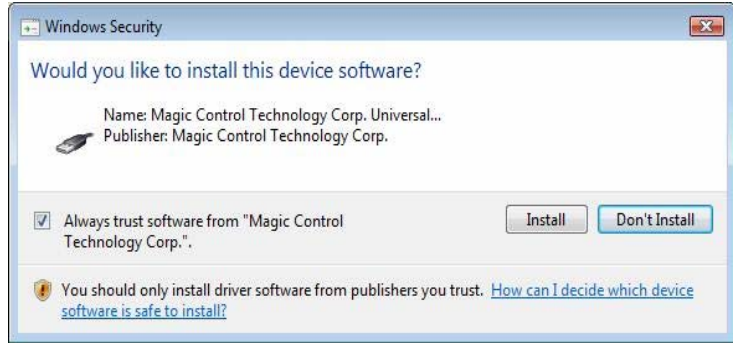 Windows Security
Would you like to install this device software?
Name: Magic Control Technology Corp. Universal...
Publisher: Magic Control Technology Corp.
Always trust software from "Magic Control
Technology Corp.".
Install
Don't Install
You should only install driver software from publishers you trust. How can I decide which device
software is safe to install?